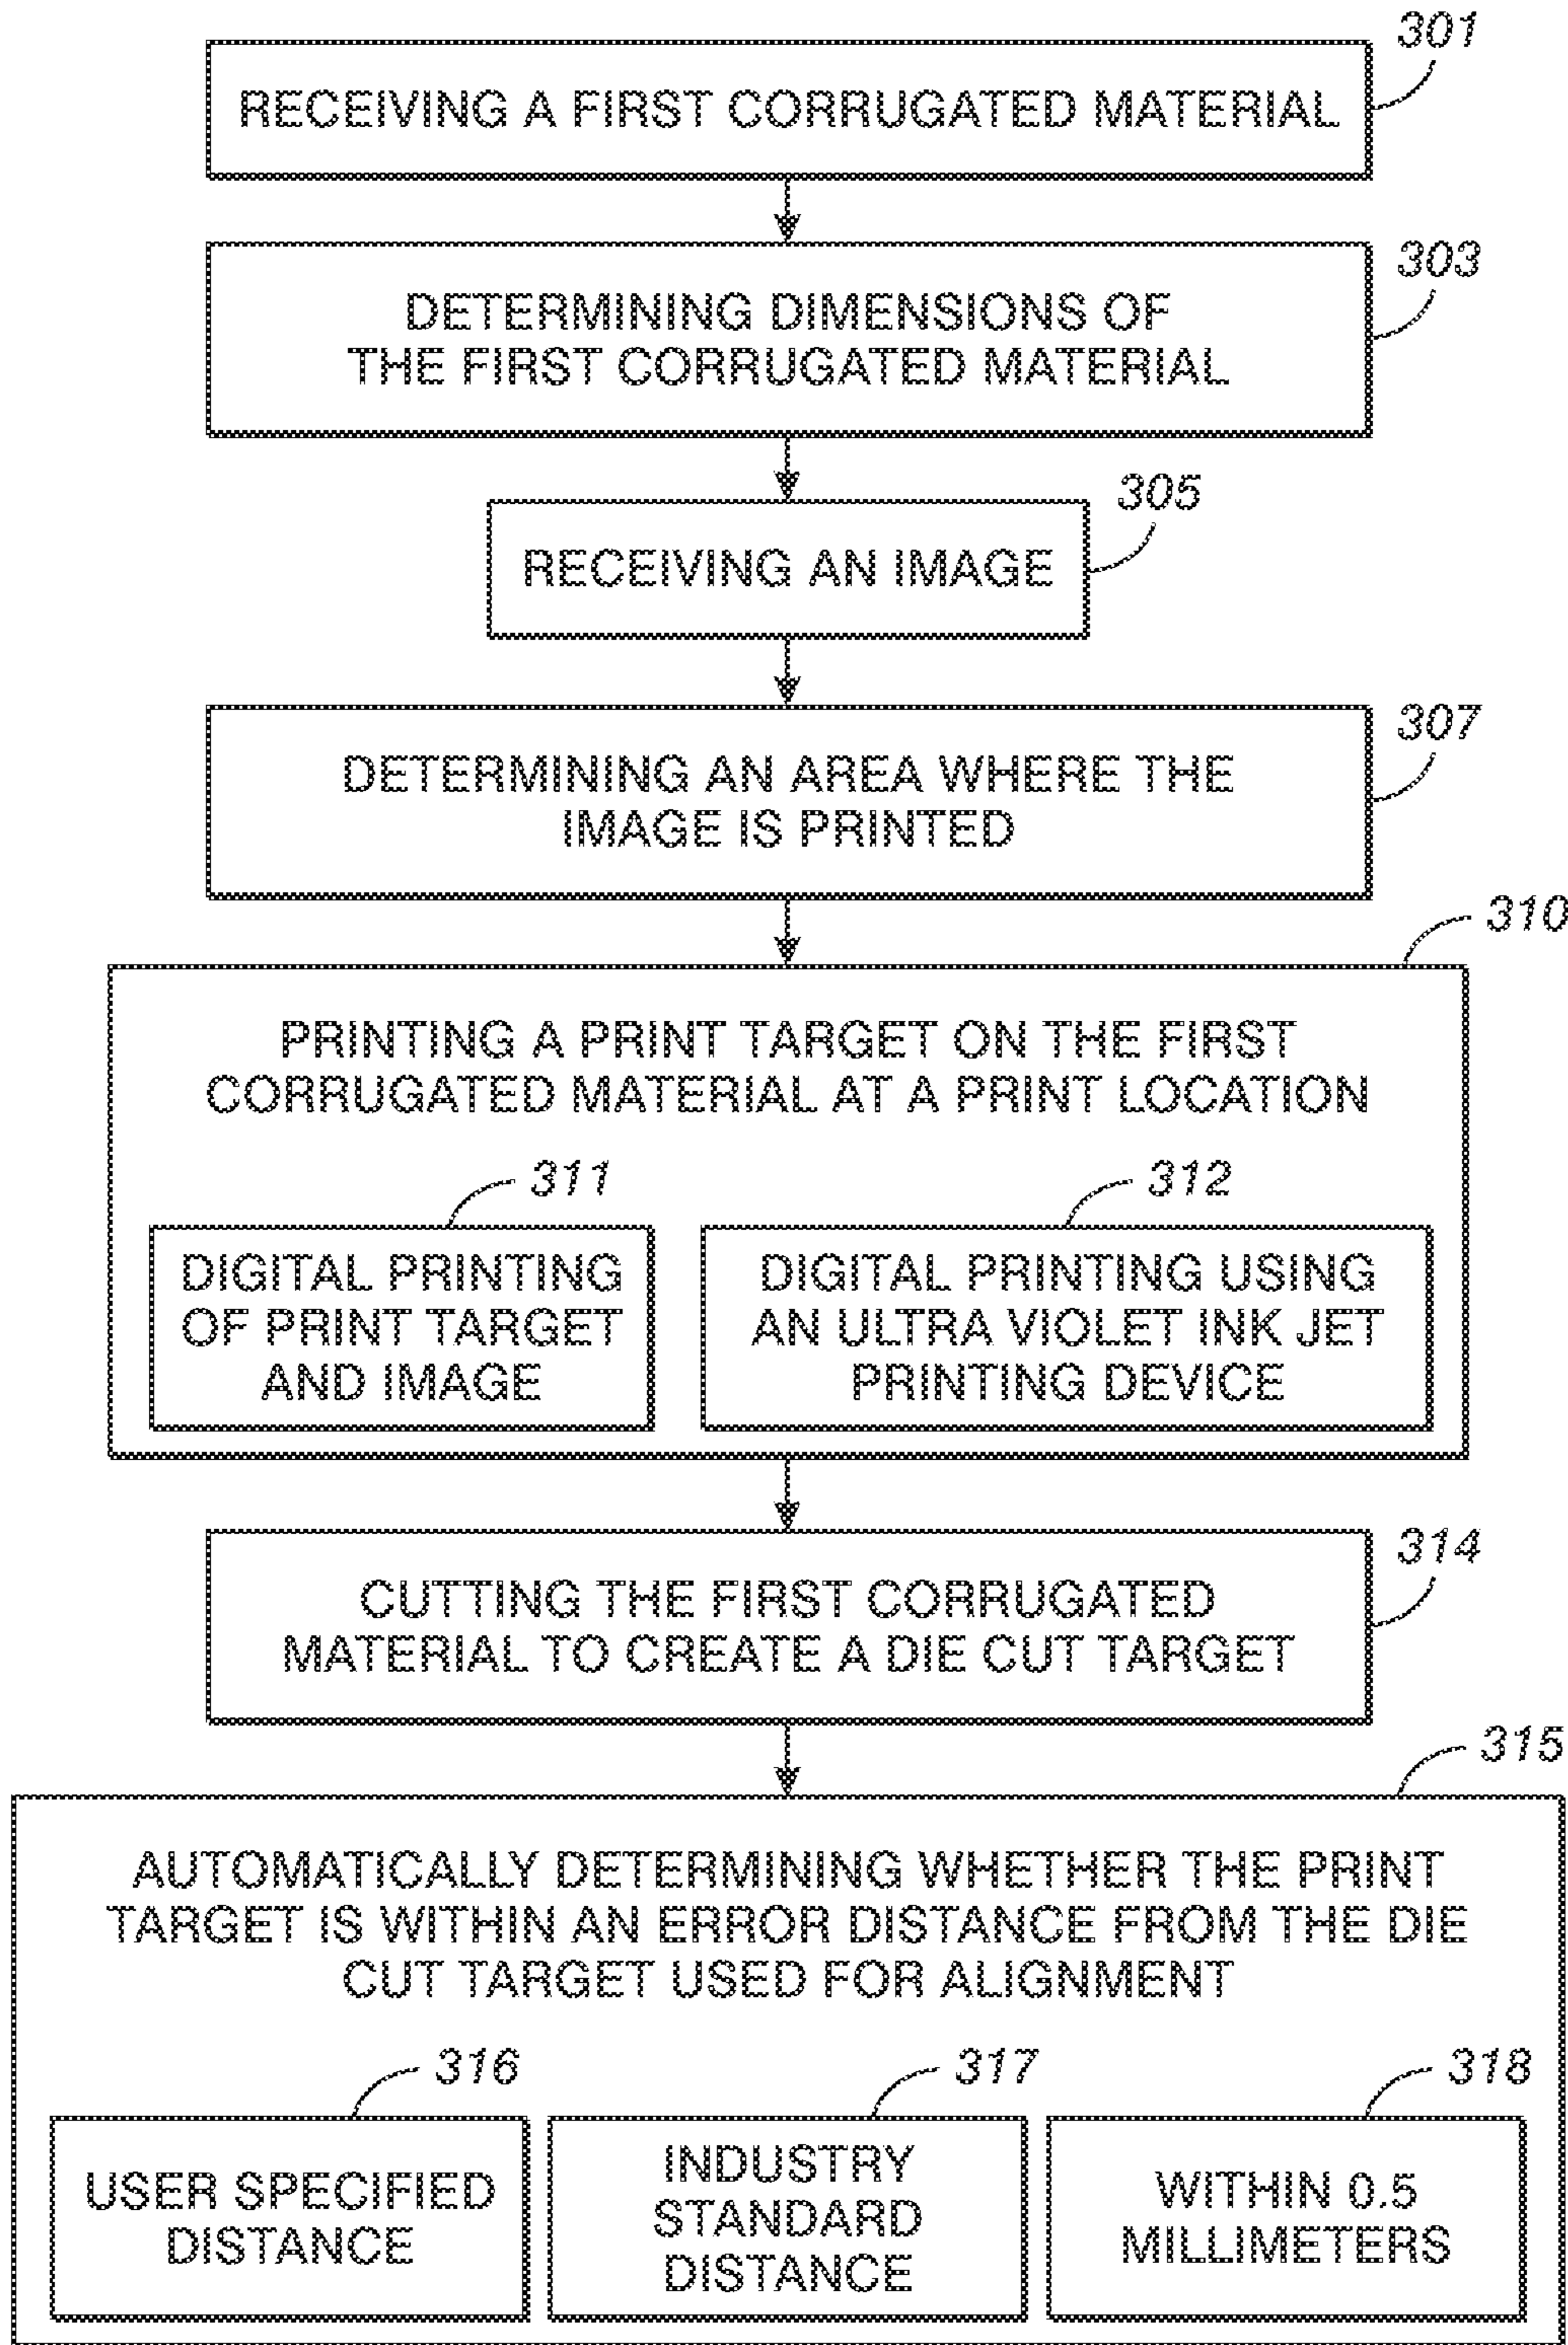 301
RECEIVING A FIRST CORRUGATED MATERIAL
303
DETERMINING DIMENSIONS OF
THE FIRST CORRUGATED MATERIAL
305
RECEIVING AN IMAGE
307
DETERMINING AN AREA WHERE THE
IMAGE IS PRINTED
310
PRINTING A PRINT TARGET ON THE FIRST
CORRUGATED MATERIAL AT A PRINT LOCATION
311
DIGITAL PRINTING
OF PRINT TARGET
AND IMAGE
312
DIGITAL PRINTING USING
AN ULTRA VIOLET INK JET
PRINTING DEVICE
314
CUTTING THE FIRST CORRUGATED
MATERIAL TO CREATE A DIE CUT TARGET
315
AUTOMATICALLY DETERMINING WHETHER THE PRINT
TARGET IS WITHIN AN ERROR DISTANCE FROM THE DIE
CUT TARGET USED FOR ALIGNMENT
316
USER SPECIFIED
DISTANCE
317
INDUSTRY
STANDARD
DISTANCE
318
WITHIN 0.5
MILLIMETERS